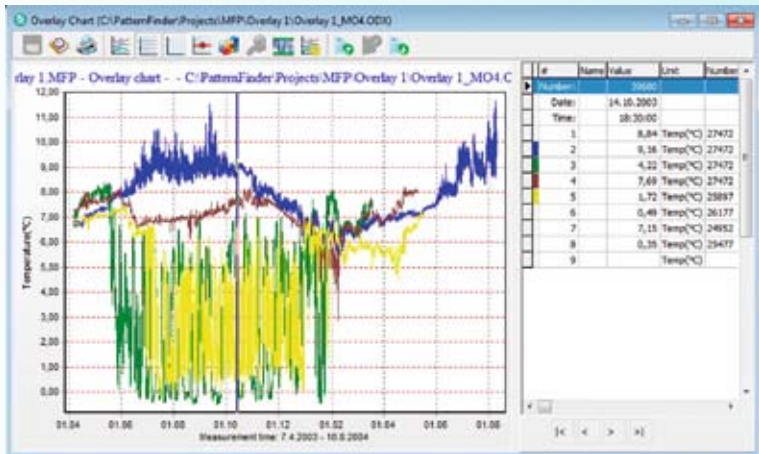 Overlay Chart (C:\PatternFinder\Projects\MFP\Overlay 1\Overlay 1_MO4.ODX)
rlay 1.MFP - Overlay chart - - C:\PatternFinder\Projects\MFP\Overlay 1\Overlay 1_MO4.O
12,00
11,00
10,00
9,00
8,00
7,00
6,00
5,00
4,00
3,00
2,00
1,00
0,00
Temperature(°C)
01.04 01.06 01.08 01.10 01.12 01.02 01.04 01.06 01.08
Measurement time: 7.4.2003 - 10.8.2004
# Name Value Unit Number
Number:
Date: 14.10.2003
Time: 18:30:00
1 8,84 Temp(°C) 27472
2 9,16 Temp(°C) 27472
3 4,22 Temp(°C) 27472
4 7,69 Temp(°C) 27472
5 1,72 Temp(°C) 25897
6 0,49 Temp(°C) 26177
7 7,15 Temp(°C) 24952
8 0,35 Temp(°C) 25477
9 Temp(°C)